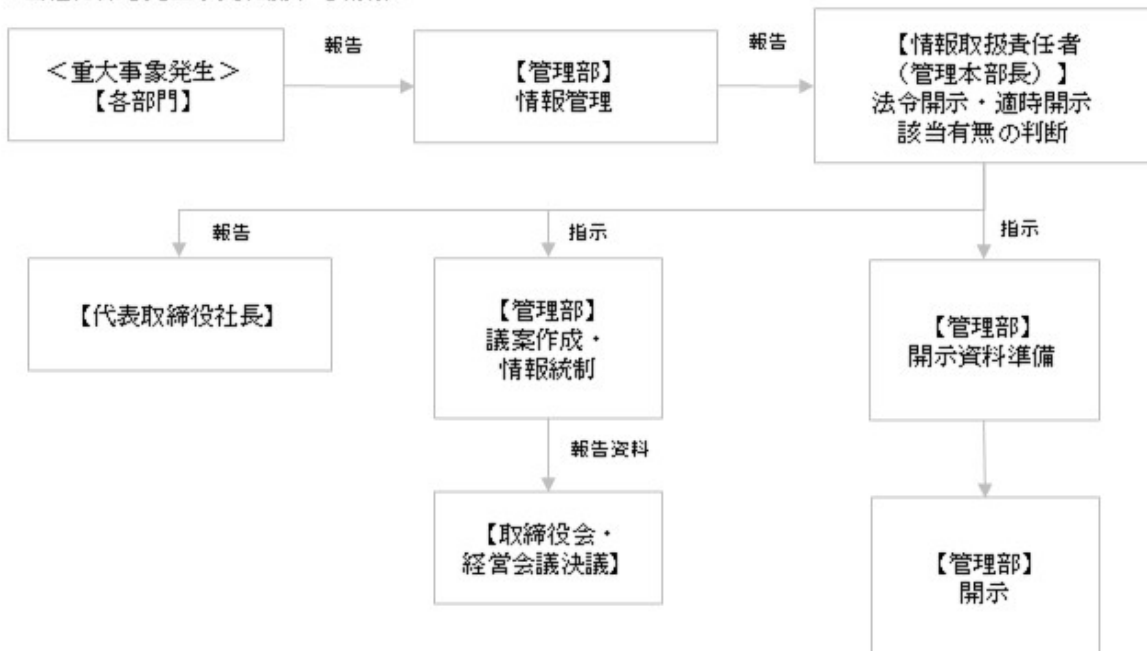 報告
報告
＜重大事象発生＞
【各部門】
【管理部】
情報管理
【情報取扱責任者
（管理本部長）】
法令開示・適時開示
該当有無の判断
報告
指示
指示
【代表取締役社長】
【管理部】
議案作成・
情報統制
【管理部】
開示資料準備
報告資料
【取締役会・
経営会議決議】
【管理部】
開示